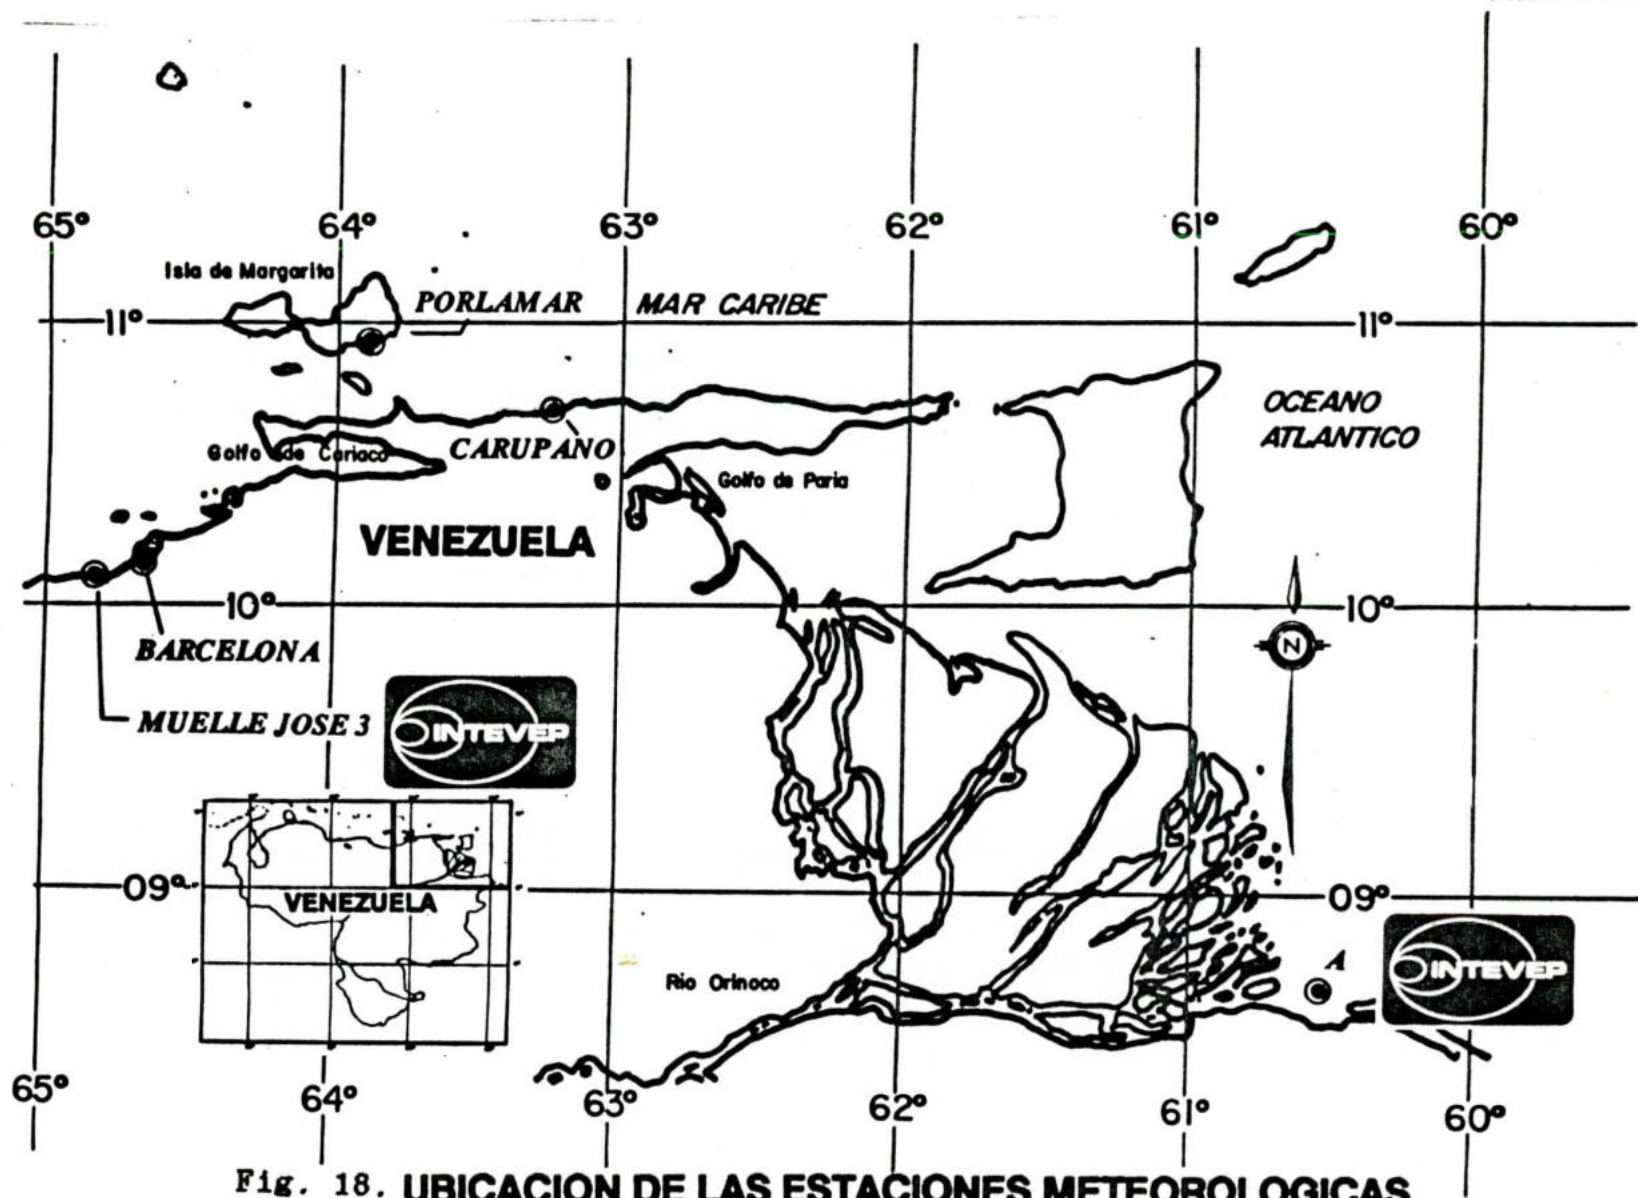 65° 64° 63° 62° 61° 60°
Isla de Margarita
PORLAMAR MAR CARIBE
11° 11°
OCEANO
ATLANTICO
CARUPANO
Golfo de Cariaco
Golfo de Paria
VENEZUELA
10° 10°
N
BARCELONA
MUELLE JOSE 3
INTEVEP
09° 09°
VENEZUELA
A
INTEVEP
Rio Orinoco
65° 64° 63° 62° 61° 60°
Fig. 18. UBICACION DE LAS ESTACIONES METEOROLOGICAS